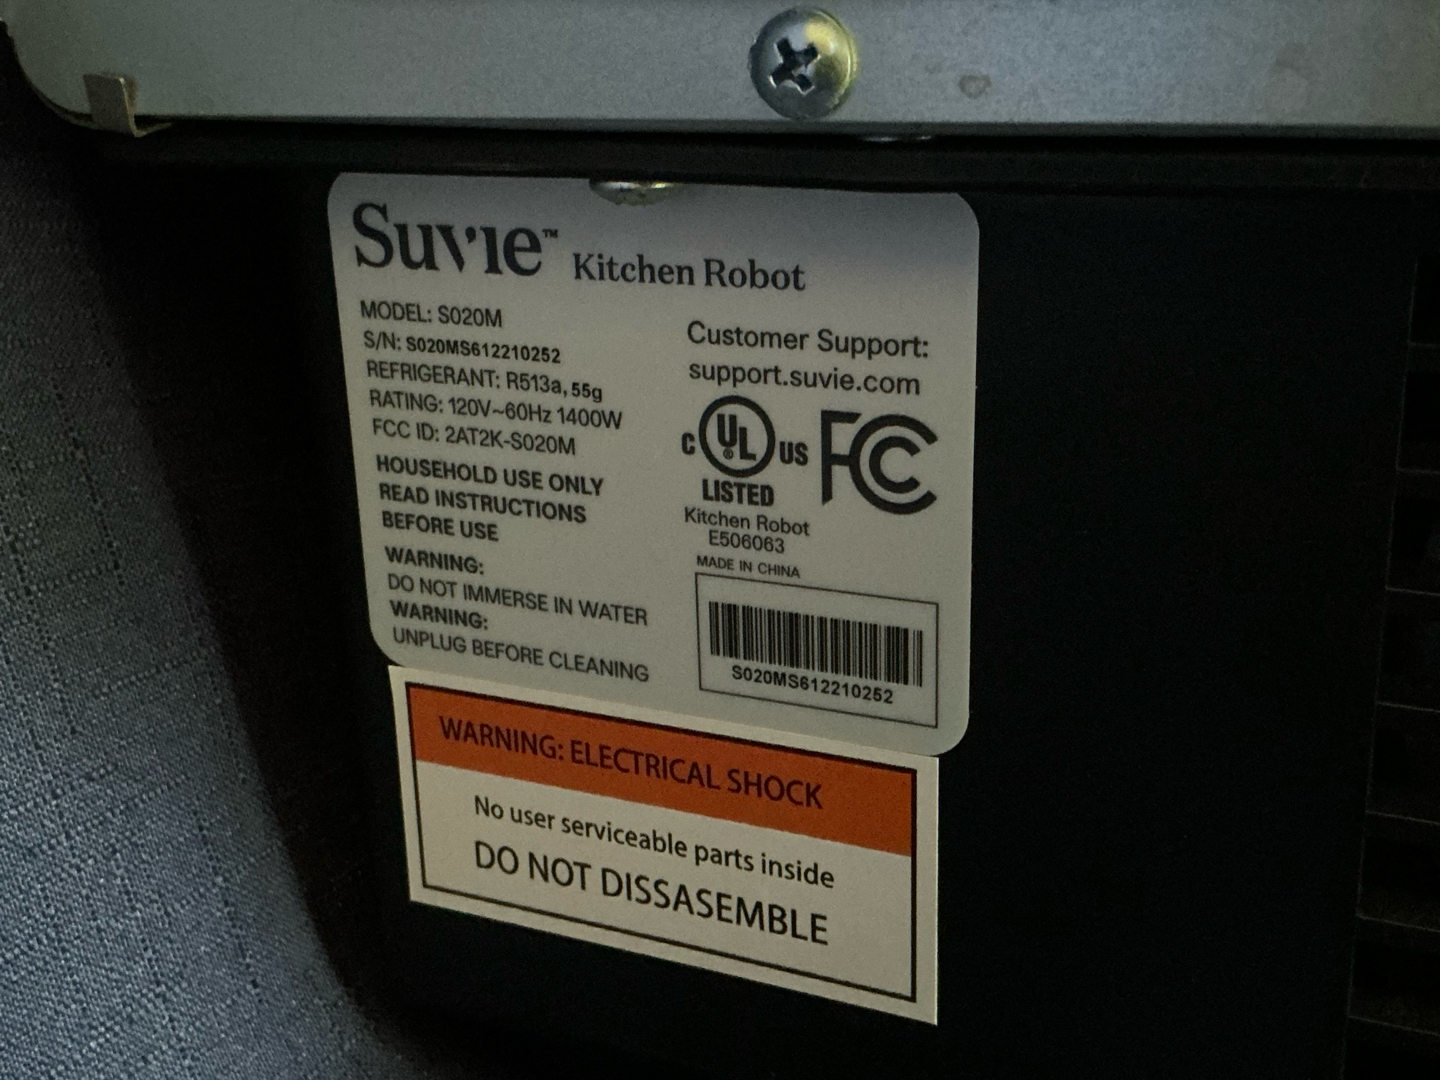 Suvie™ Kitchen Robot
MODEL: S020M
S/N: S020MS612210252
REFRIGERANT: R513a, 55g
RATING: 120V~60Hz 1400W
FCC ID: 2AT2K-S020M
HOUSEHOLD USE ONLY
READ INSTRUCTIONS
BEFORE USE
WARNING:
DO NOT IMMERSE IN WATER
WARNING:
UNPLUG BEFORE CLEANING
Customer Support:
support.suvie.com
C UL® US FC
LISTED
Kitchen Robot
E506063
MADE IN CHINA
S020MS612210252
WARNING: ELECTRICAL SHOCK
No user serviceable parts inside
DO NOT DISSASEMBLE